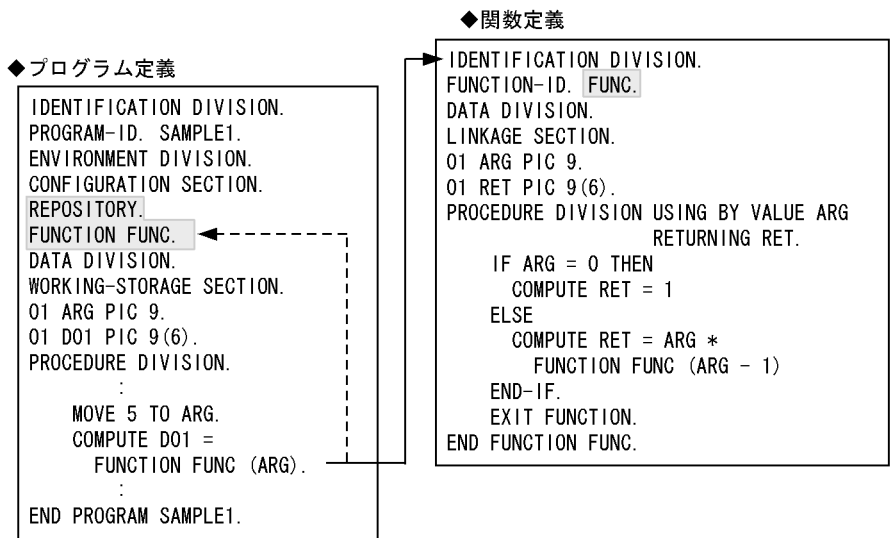 ◆プログラム定義
IDENTIFICATION DIVISION.
PROGRAM-ID. SAMPLE1.
ENVIRONMENT DIVISION.
CONFIGURATION SECTION.
REPOSITORY.
FUNCTION FUNC.
DATA DIVISION.
WORKING-STORAGE SECTION.
01 ARG PIC 9.
01 DO1 PIC 9(6).
PROCEDURE DIVISION.
:
MOVE 5 TO ARG.
COMPUTE DO1 =
FUNCTION FUNC (ARG).
:
END PROGRAM SAMPLE1.
◆関数定義
IDENTIFICATION DIVISION.
FUNCTION-ID. FUNC.
DATA DIVISION.
LINKAGE SECTION.
01 ARG PIC 9.
01 RET PIC 9(6).
PROCEDURE DIVISION USING BY VALUE ARG
RETURNING RET.
IF ARG = 0 THEN
COMPUTE RET = 1
ELSE
COMPUTE RET = ARG *
FUNCTION FUNC (ARG - 1)
END-IF.
EXIT FUNCTION.
END FUNCTION FUNC.